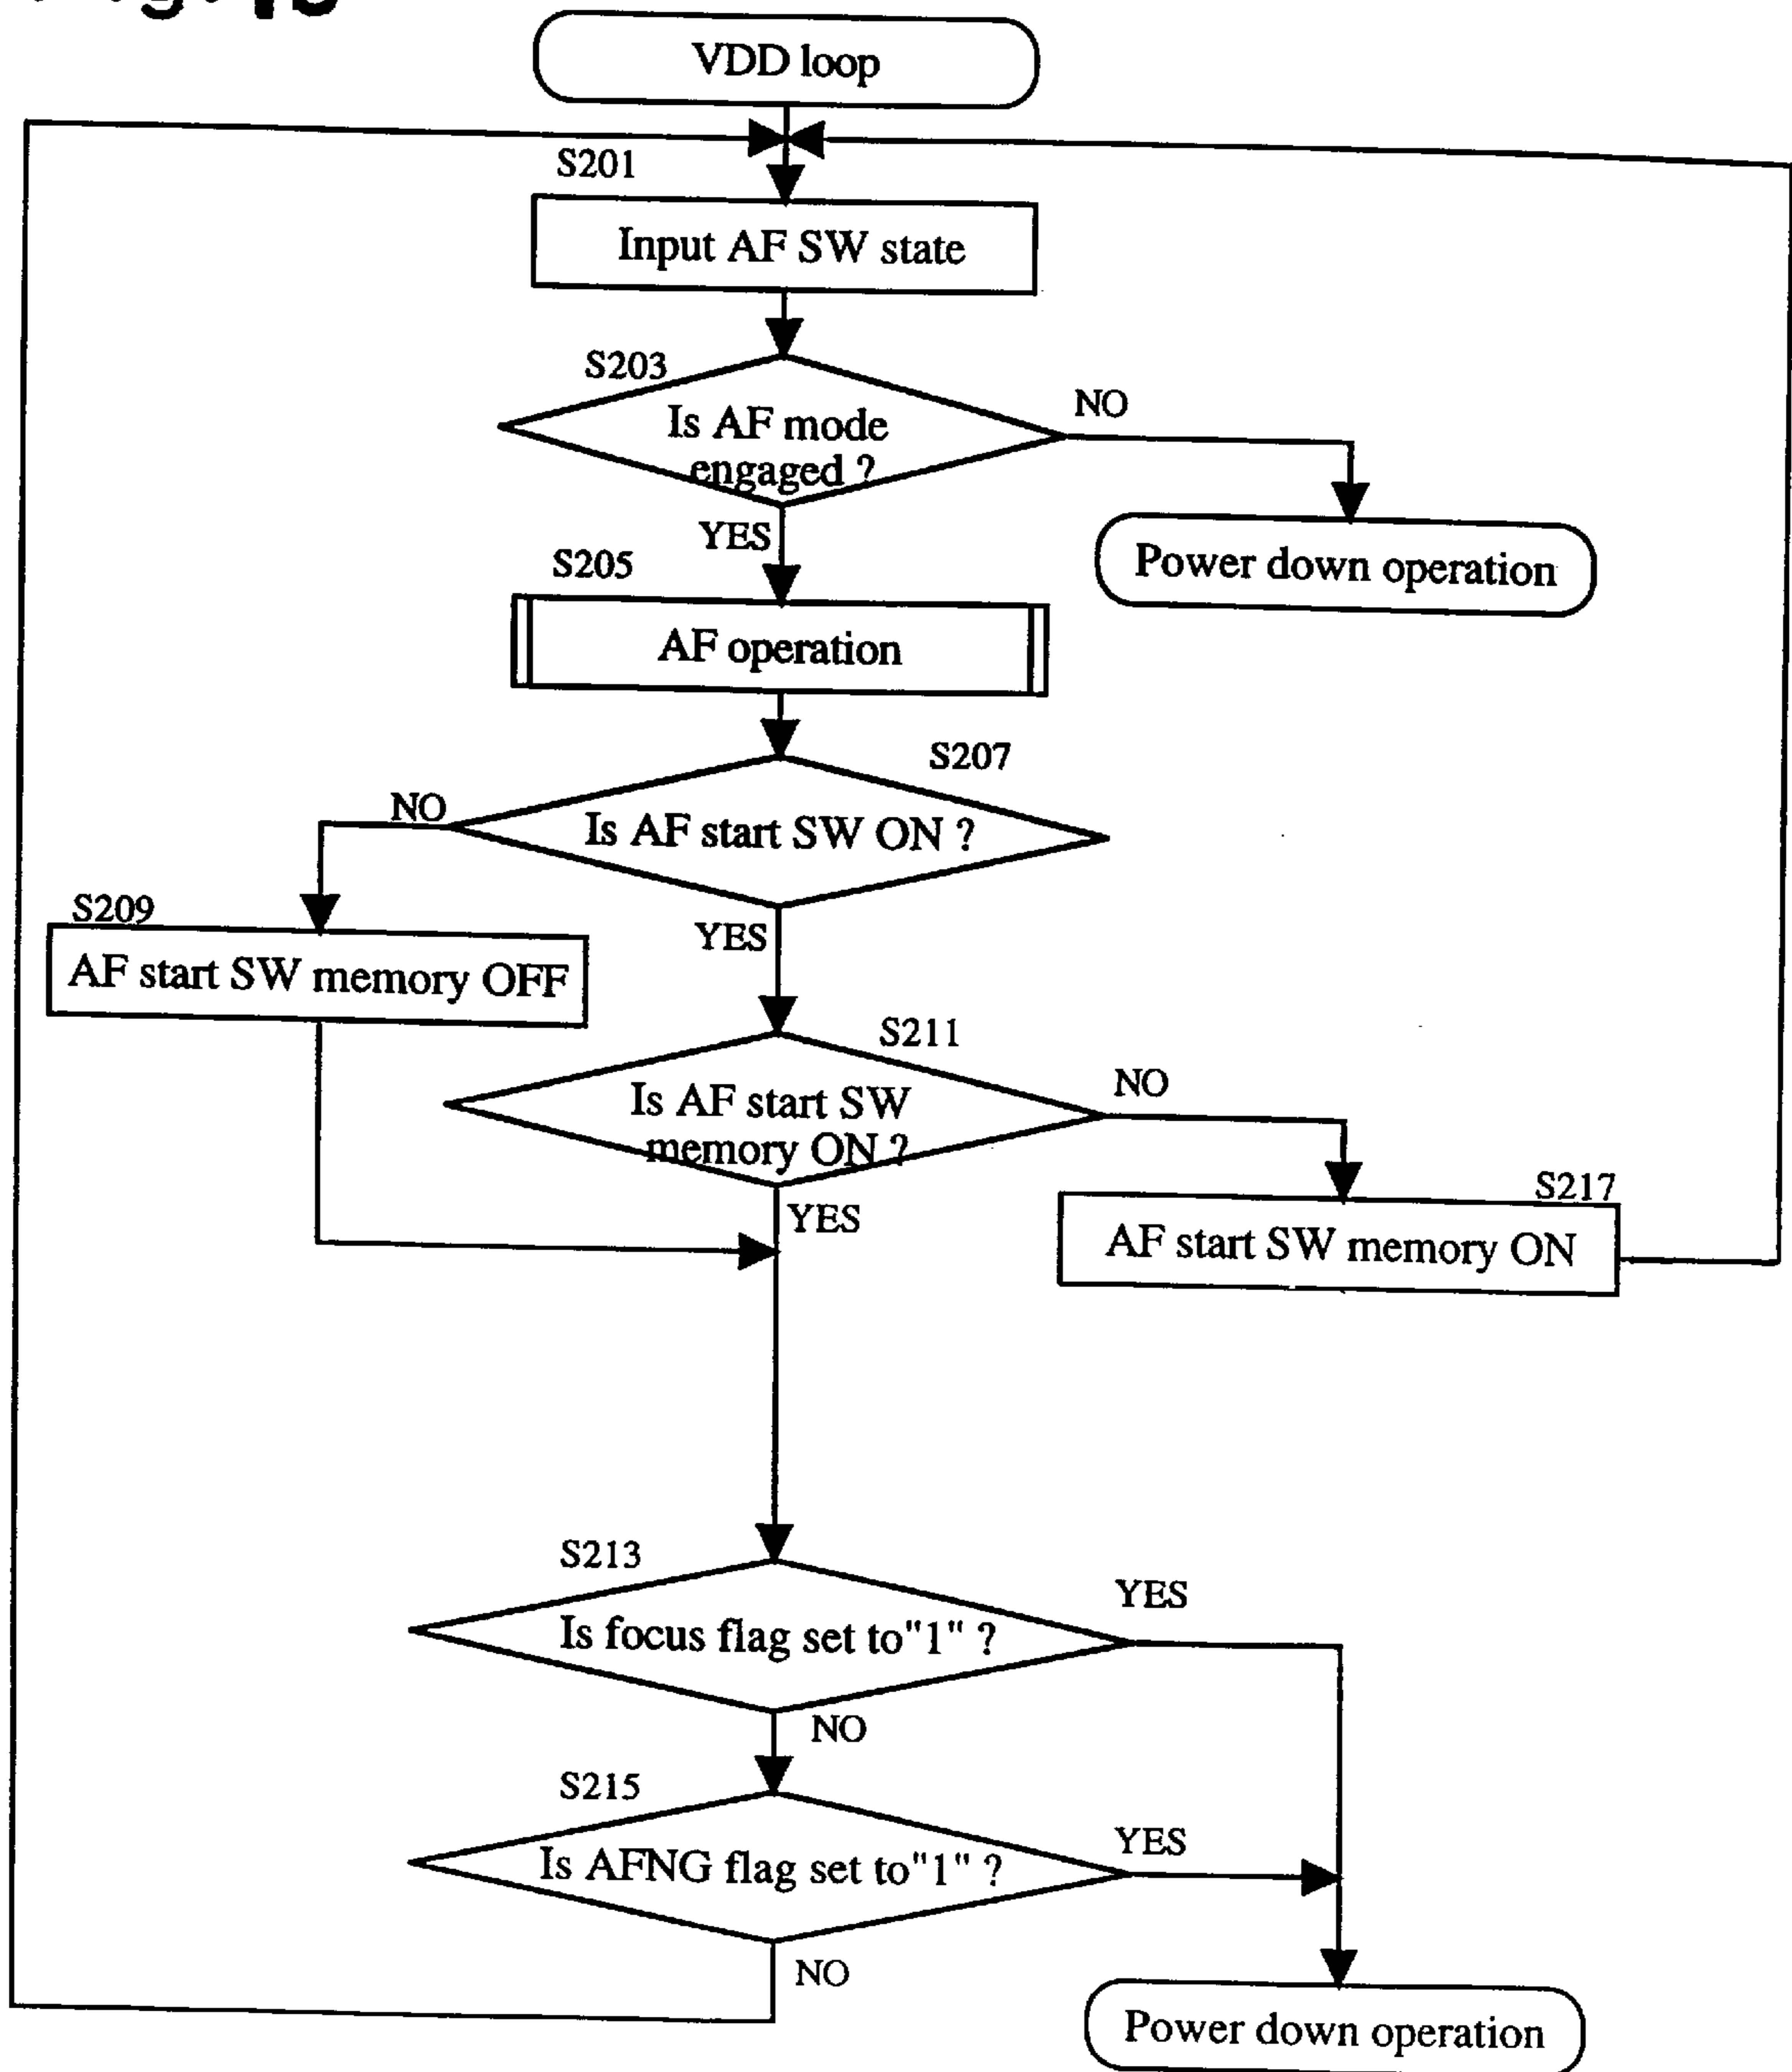 VDD loop
S201
Input AF SW state
S203
Is AF mode
engaged ?
NO
YES
Power down operation
S205
AF operation
S207
Is AF start SW ON ?
NO
YES
S209
AF start SW memory OFF
S211
Is AF start SW
memory ON ?
NO
YES
S217
AF start SW memory ON
S213
Is focus flag set to"1" ?
YES
NO
S215
Is AFNG flag set to"1" ?
YES
NO
Power down operation